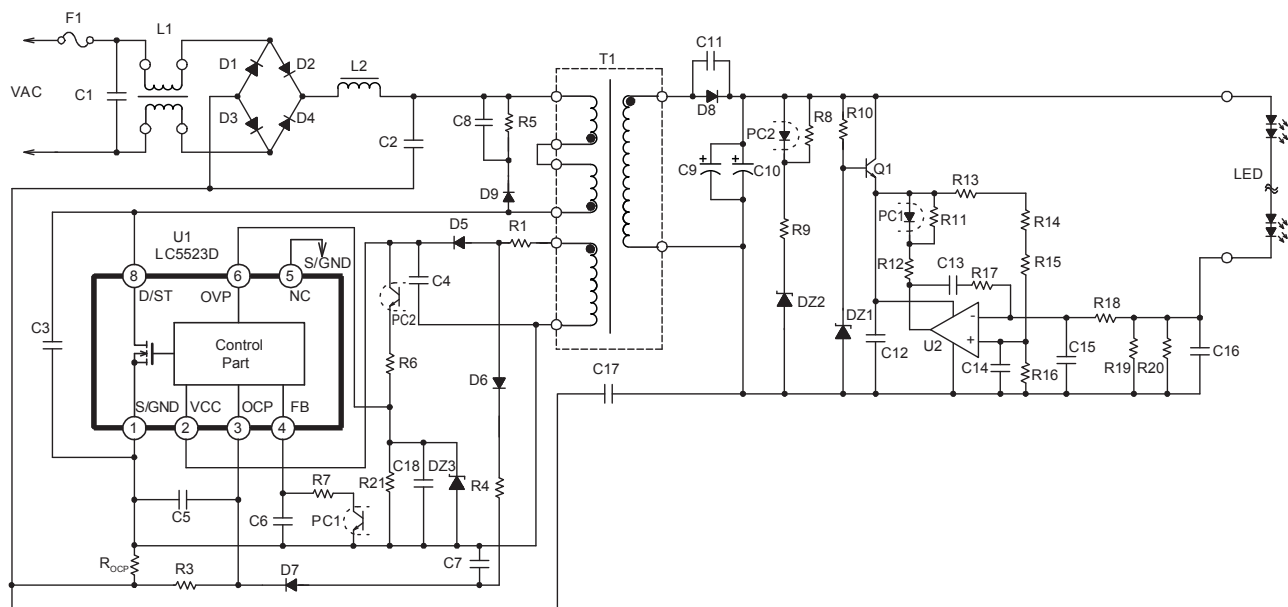 F1
L1
VAC
C1
D1
D2
D3
D4
L2
C2
C8
R5
D9
T1
C11
D8
C9
C10
PC2
R8
R9
DZ2
R10
Q1
DZ1
C12
PC1
R11
R12
R13
R14
R15
C13
R17
U2
-
+
C14
R16
C15
R18
R19
R20
C16
LED
U1
LC5523D
8
D/ST
6
OVP
5
NC
S/GND
C3
Control
Part
S/GND
VCC
OCP
FB
1
2
3
4
D5
R1
C4
PC2
R6
D6
C17
R21
C18
DZ3
R4
R7
PC1
C5
C6
C7
ROCP
R3
D7